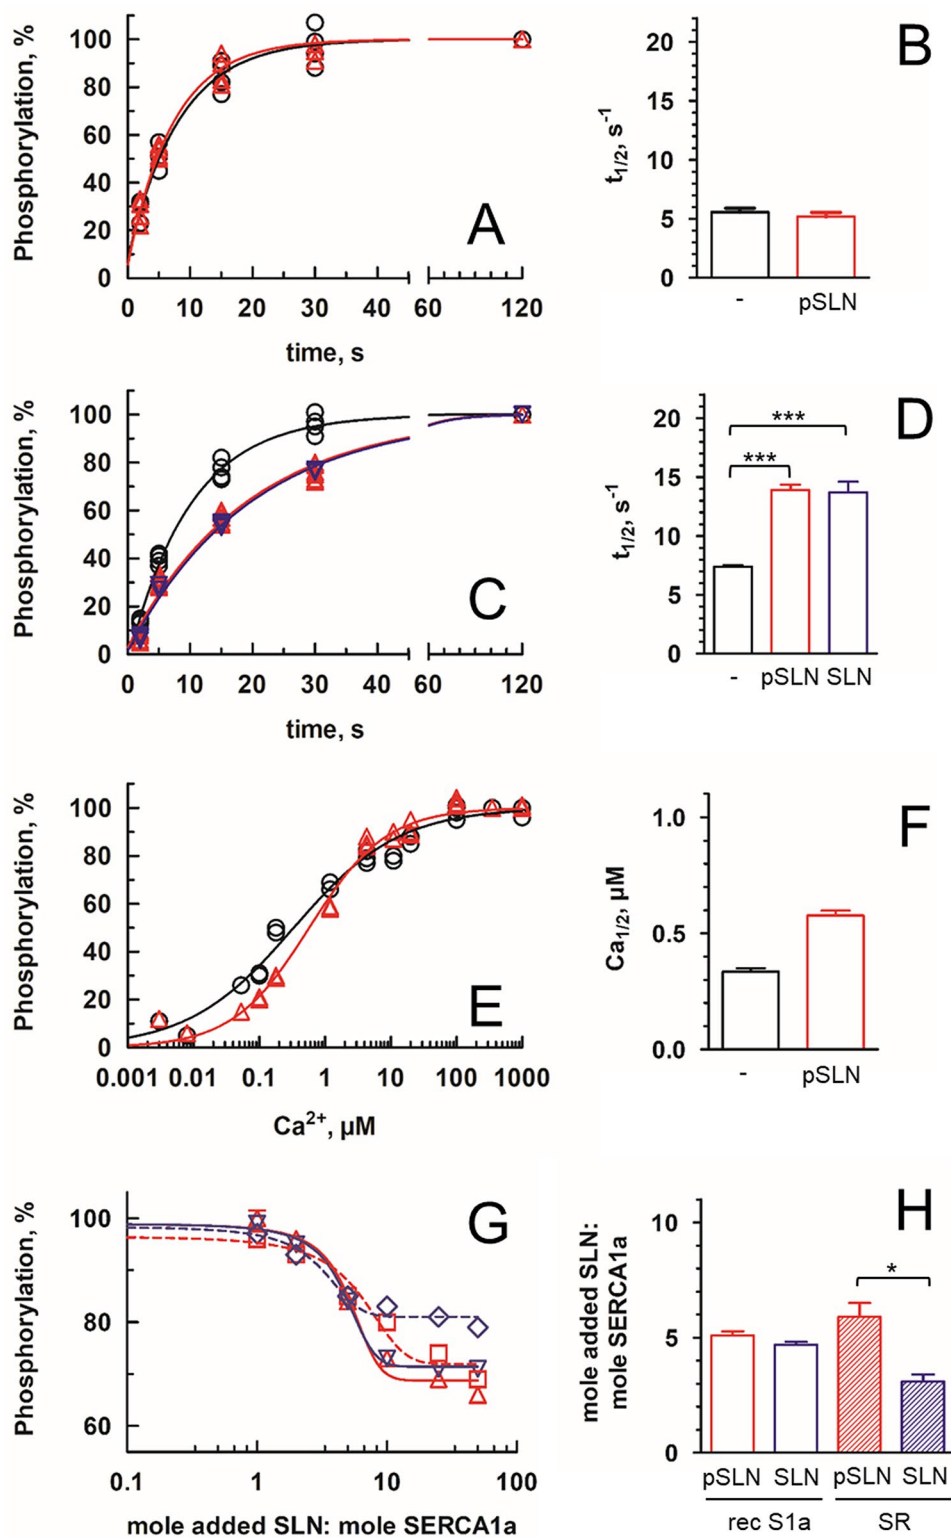 Phosphorylation, %
100
80
60
40
20
0
A
0 10 20 30 40 60 120
time, s
B
t1/2, s-1
20
15
10
5
0
- pSLN
Phosphorylation, %
100
80
60
40
20
0
C
0 10 20 30 40 60 120
time, s
D
t1/2, s-1
20
15
10
5
0
***
***
- pSLN SLN
Phosphorylation, %
100
80
60
40
20
0
E
0.001 0.01 0.1 1 10 100 1000
Ca2+, µM
F
Ca1/2, µM
1.0
0.5
0.0
- pSLN
Phosphorylation, %
100
80
60
G
0.1 1 10 100
mole added SLN: mole SERCA1a
H
mole added SLN:
mole SERCA1a
10
5
0
*
pSLN SLN pSLN SLN
rec S1a SR